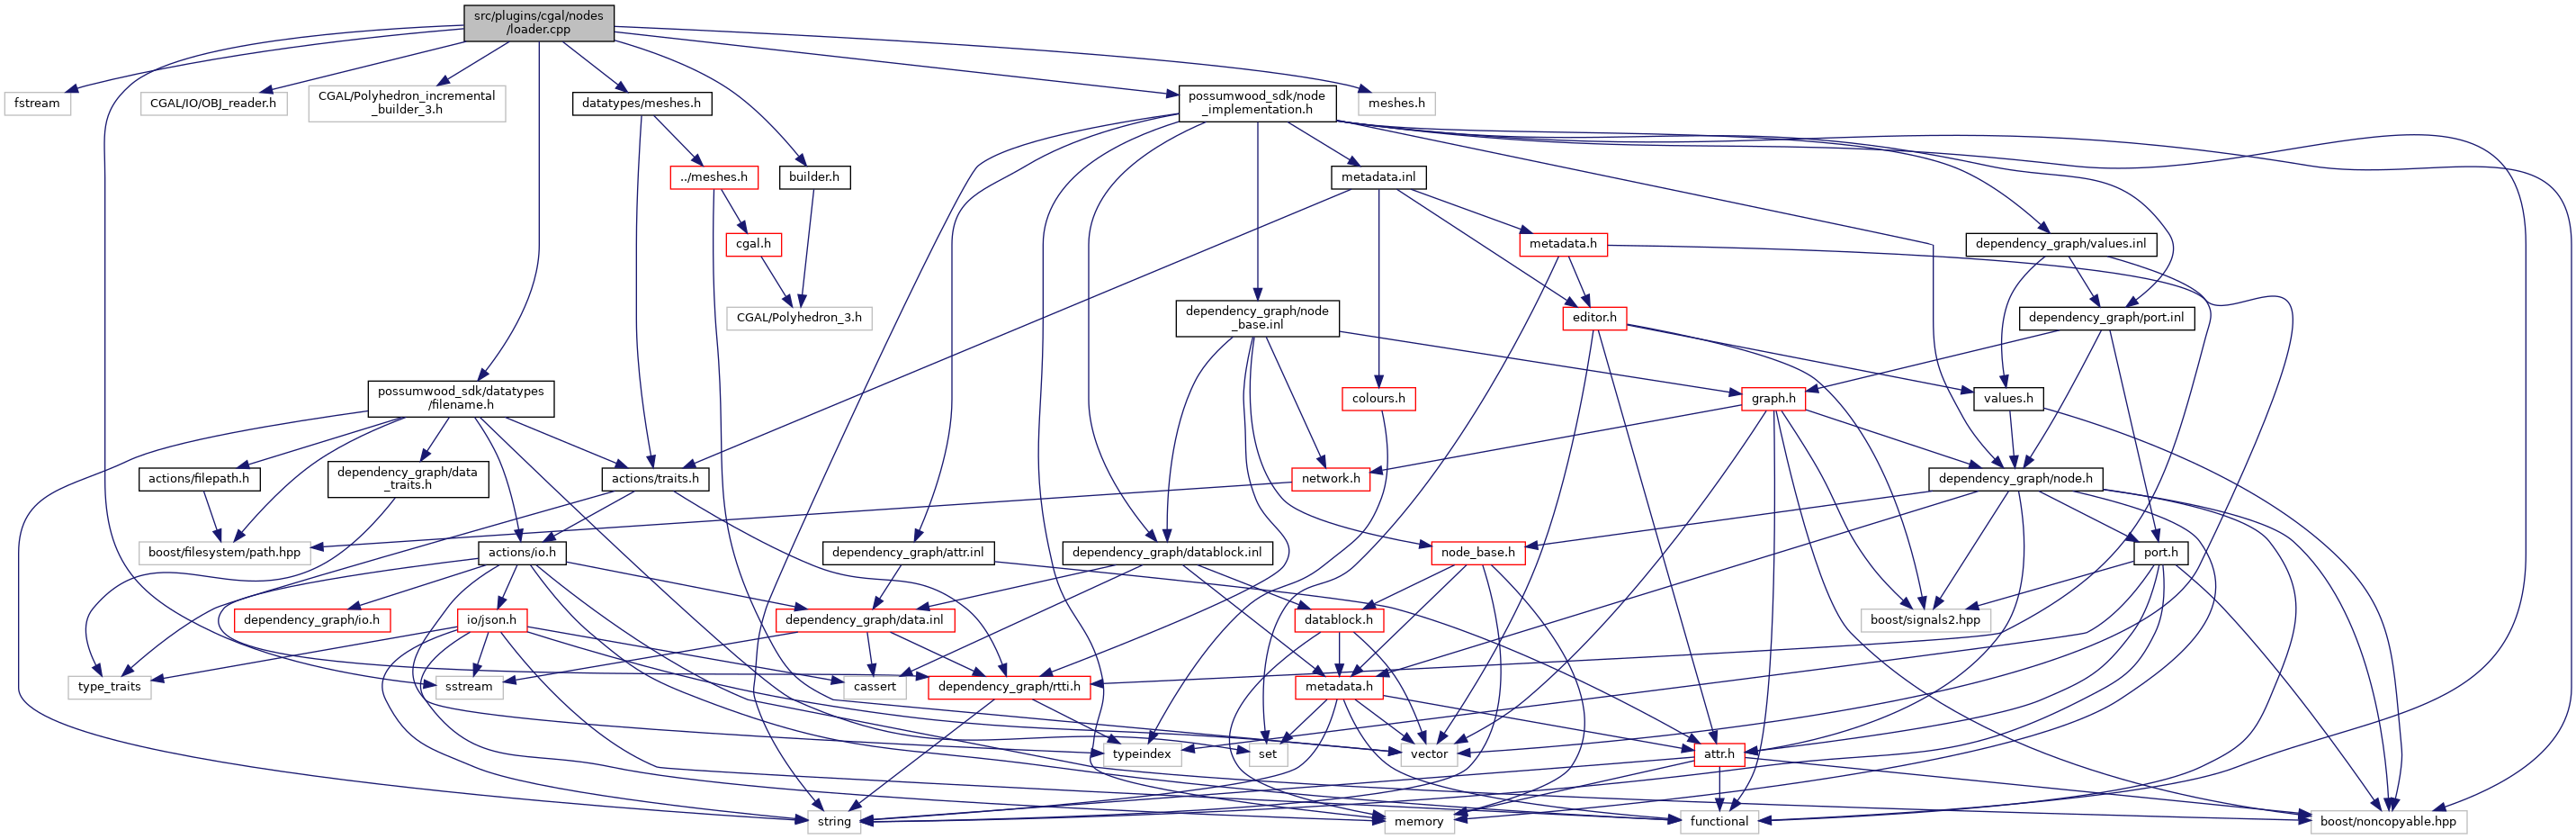 src/plugins/cgal/nodes
/loader.cpp
fstream
CGAL/IO/OBJ_reader.h
CGAL/Polyhedron_incremental
_builder_3.h
datatypes/meshes.h
possumwood_sdk/node
_implementation.h
meshes.h
../meshes.h
builder.h
metadata.inl
cgal.h
metadata.h
dependency_graph/values.inl
CGAL/Polyhedron_3.h
dependency_graph/node
_base.inl
editor.h
dependency_graph/port.inl
possumwood_sdk/datatypes
/filename.h
colours.h
graph.h
values.h
actions/filepath.h
dependency_graph/data
_traits.h
actions/traits.h
network.h
dependency_graph/node.h
boost/filesystem/path.hpp
actions/io.h
dependency_graph/attr.inl
dependency_graph/datablock.inl
node_base.h
port.h
dependency_graph/io.h
io/json.h
dependency_graph/data.inl
datablock.h
boost/signals2.hpp
type_traits
sstream
cassert
dependency_graph/rtti.h
metadata.h
typeindex
set
vector
attr.h
string
memory
functional
boost/noncopyable.hpp